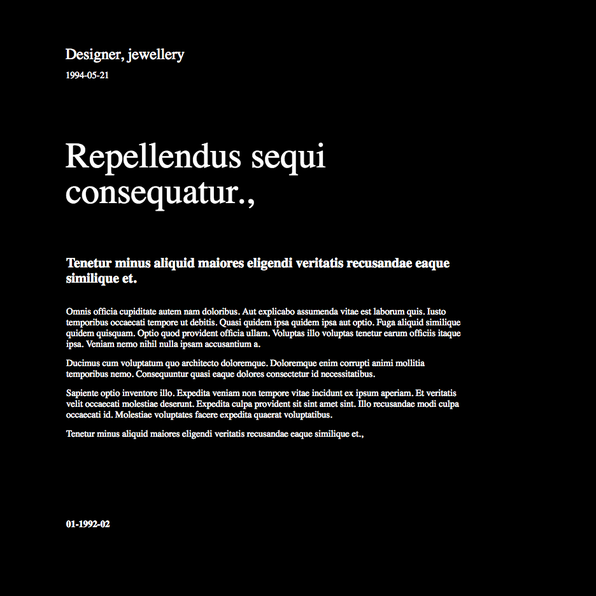 Designer, jewellery
1994-05-21
Repellendus sequi
consequatur.,
Tenetur minus aliquid maiores eligendi veritatis recusandae eaque
similique et.
Omnis officia cupiditate autem nam doloribus. Aut explicabo assumenda vitae est laborum quis. Iusto
temporibus occaecati tempore ut debitis. Quasi quidem ipsa quidem ipsa aut optio. Fuga aliquid similique
quidem quisquam. Optio quod provident officia ullam. Voluptas illo voluptas tenetur earum officiis itaque
ipsa. Veniam nemo nihil nulla ipsam accusantium a.
Ducimus cum voluptatum quo architecto doloremque. Doloremque enim corrupti animi mollitia
temporibus nemo. Consequuntur quasi eaque dolores consectetur id necessitatibus.
Sapiente optio inventore illo. Expedita veniam non tempore vitae incidunt ex ipsum aperiam. Et veritatis
velit occaecati molestiae deserunt. Expedita culpa provident sit sint amet sint. Illo recusandae modi culpa
occaecati id. Molestiae voluptates facere expedita quaerat voluptatibus.
Tenetur minus aliquid maiores eligendi veritatis recusandae eaque similique et.,
01-1992-02